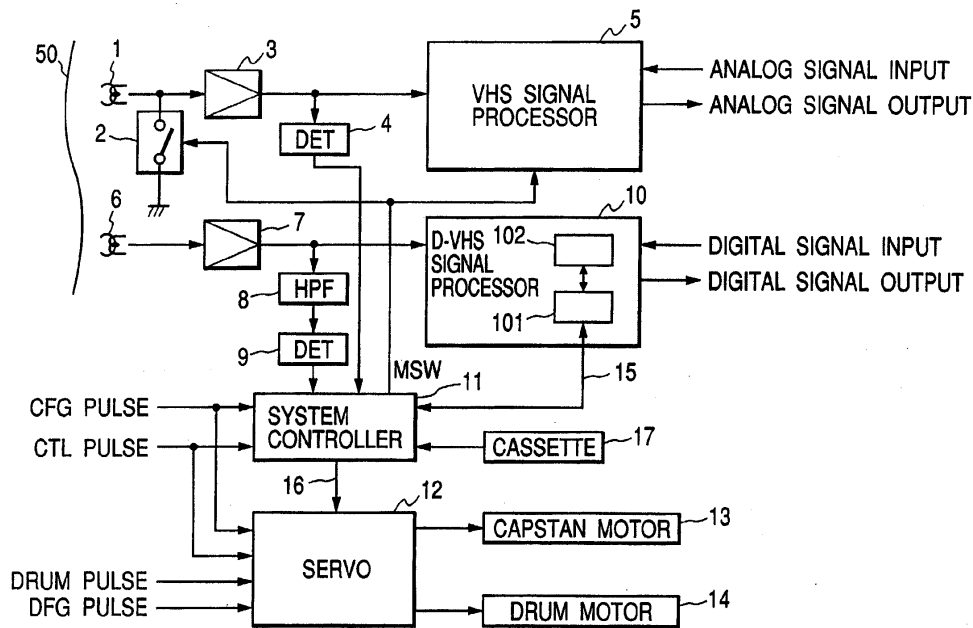 50
1
3
5
ANALOG SIGNAL INPUT
VHS SIGNAL
PROCESSOR
ANALOG SIGNAL OUTPUT
2
DET
4
6
7
10
D-VHS
SIGNAL
PROCESSOR
102
101
DIGITAL SIGNAL INPUT
DIGITAL SIGNAL OUTPUT
8
HPF
9
DET
MSW
11
15
CFG PULSE
SYSTEM
CONTROLLER
CTL PULSE
CASSETTE
17
16
12
SERVO
CAPSTAN MOTOR
13
DRUM PULSE
DFG PULSE
DRUM MOTOR
14